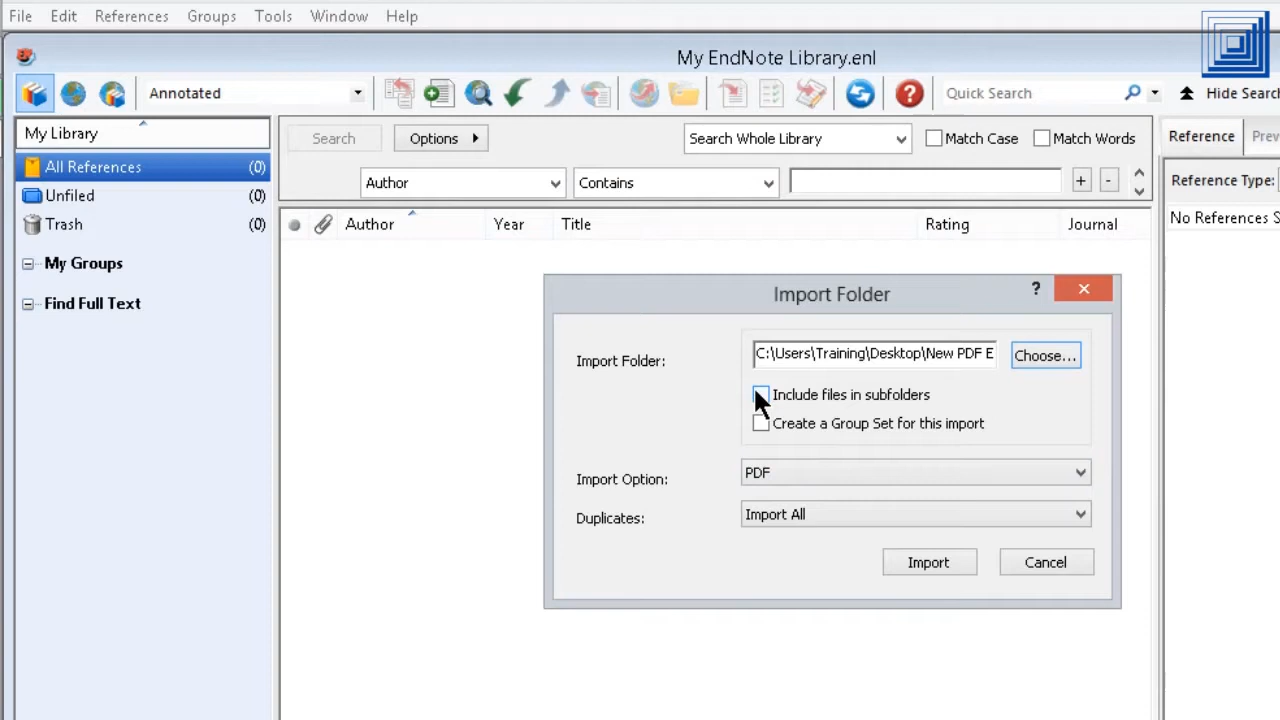 File Edit References Groups Tools Window Help
My EndNote Library.enl
Annotated
Quick Search
Hide Searc
My Library
Search Options
Search Whole Library
Match Case
Match Words
Reference
Prev
All References (0)
Author
Contains
+ -
Reference Type:
Unfiled (0)
Author Year Title Rating Journal
No References S
Trash (0)
My Groups
Find Full Text
Import Folder
?
Import Folder:
C:\Users\Training\Desktop\New PDF E
Choose...
Include files in subfolders
Create a Group Set for this import
Import Option:
PDF
Duplicates:
Import All
Import
Cancel